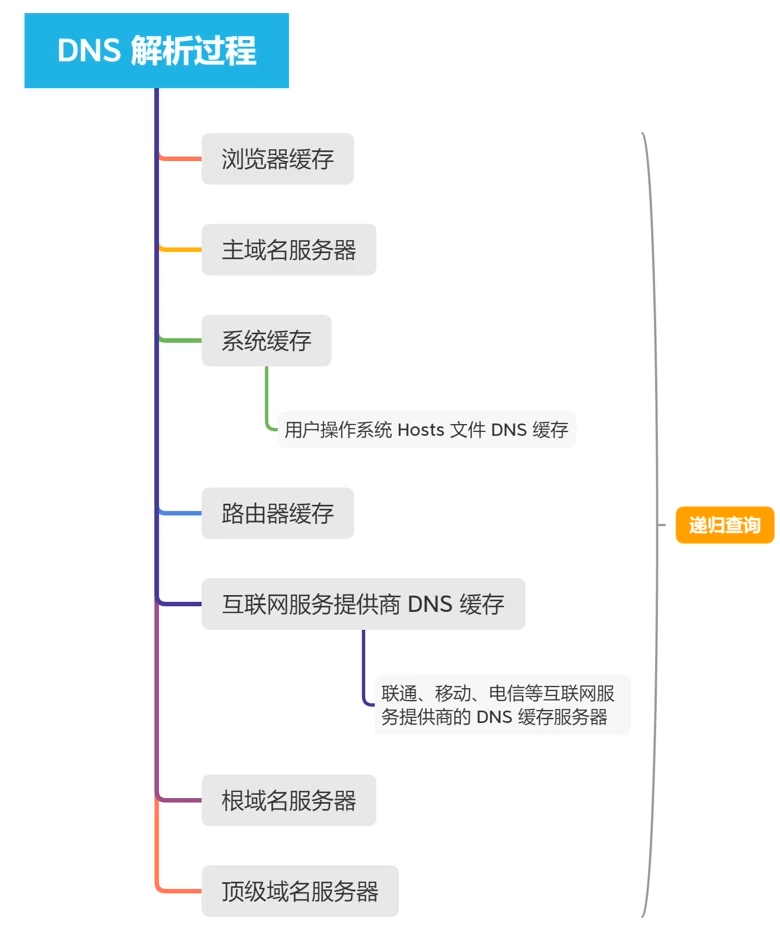 DNS 解析过程
浏览器缓存
主域名服务器
系统缓存
用户操作系统 Hosts 文件 DNS 缓存
路由器缓存
递归查询
互联网服务提供商 DNS 缓存
联通、移动、电信等互联网服
务提供商的 DNS 缓存服务器
根域名服务器
顶级域名服务器